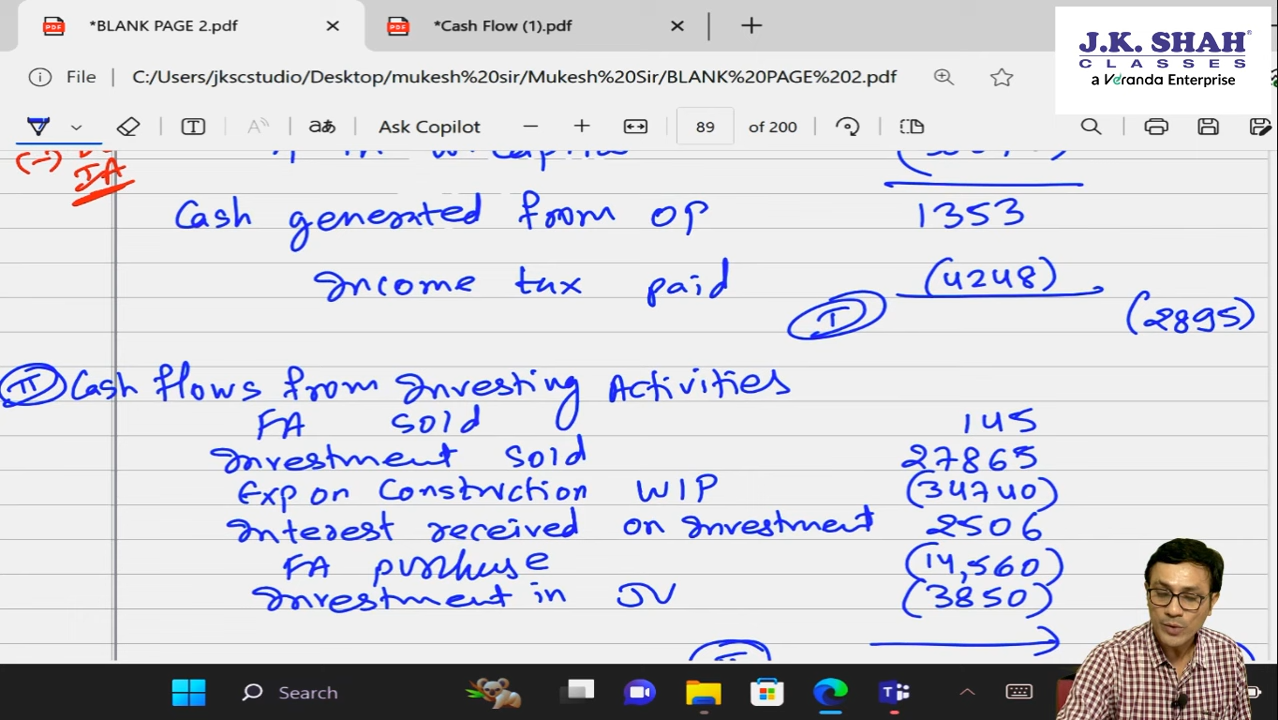 *BLANK PAGE 2.pdf
*Cash Flow (1).pdf
J.K. SHAH®
CLASSES
a Veranda Enterprise
File C:/Users/jkscstudio/Desktop/mukesh%20sir/Mukesh%20Sir/BLANK%20PAGE%202.pdf
Ask Copilot 89 of 200
(-)
IA
Cash generated from OP 1353
Income tax paid (4248)
I (2895)
II Cash flows from Investing Activities
FA sold 145
Investment sold 27865
Exp on Construction WIP (34740)
Interest received on Investment 2506
FA purchase (14,560)
Investment in JV (3850)
Search